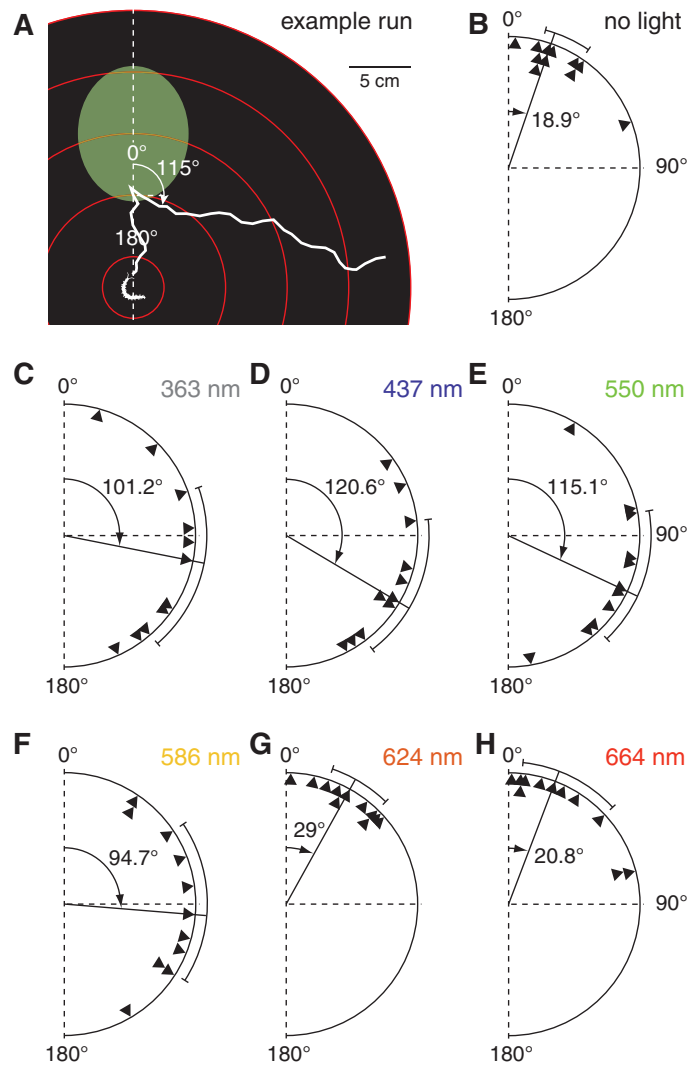 A
example run
5 cm
0°
115°
180°
B
no light
0°
18.9°
90°
180°
C
363 nm
0°
101.2°
180°
D
437 nm
0°
120.6°
180°
E
550 nm
0°
115.1°
90°
180°
F
586 nm
0°
94.7°
180°
G
624 nm
0°
29°
180°
H
664 nm
0°
20.8°
90°
180°